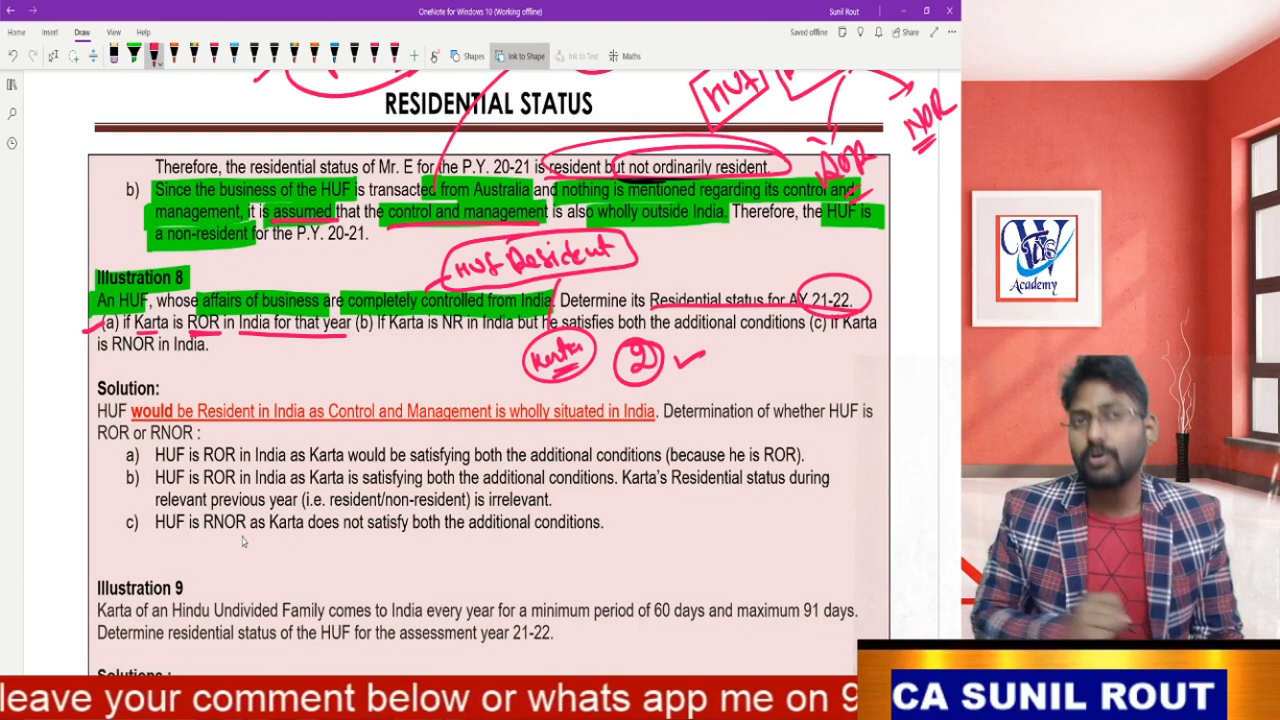 OneNote for Windows 10 (Working offline)
Sunil Rout
Home Insert Draw View Help
Saved offline
Share
Shapes
Ink to Shape
Ink to Text
Maths
HUF
NOR
ROR
RESIDENTIAL STATUS
Therefore, the residential status of Mr. E for the P.Y. 20-21 is resident but not ordinarily resident.
b) Since the business of the HUF is transacted from Australia and nothing is mentioned regarding its control and
management, it is assumed that the control and management is also wholly outside India. Therefore, the HUF is
a non-resident for the P.Y. 20-21.
HUF Resident
Illustration 8
An HUF, whose affairs of business are completely controlled from India. Determine its Residential status for AY 21-22.
(a) if Karta is ROR in India for that year (b) If Karta is NR in India but he satisfies both the additional conditions (c) If Karta
is RNOR in India.
Karta
2
Solution:
HUF would be Resident in India as Control and Management is wholly situated in India. Determination of whether HUF is
ROR or RNOR :
a) HUF is ROR in India as Karta would be satisfying both the additional conditions (because he is ROR).
b) HUF is ROR in India as Karta is satisfying both the additional conditions. Karta's Residential status during
relevant previous year (i.e. resident/non-resident) is irrelevant.
c) HUF is RNOR as Karta does not satisfy both the additional conditions.
Illustration 9
Karta of an Hindu Undivided Family comes to India every year for a minimum period of 60 days and maximum 91 days.
Determine residential status of the HUF for the assessment year 21-22.
Solutions :
Academy
leave your comment below or whats app me on 9
CA SUNIL ROUT